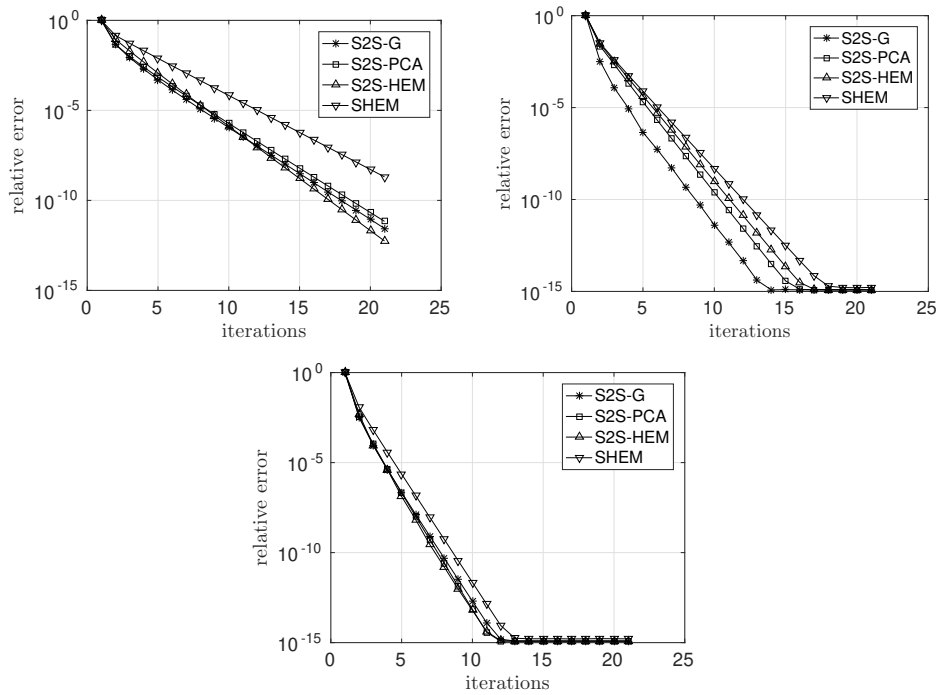 10^0
10^-5
10^-10
10^-15
relative error
0 5 10 15 20 25
iterations
S2S-G
S2S-PCA
S2S-HEM
SHEM
10^0
10^-5
10^-10
10^-15
relative error
0 5 10 15 20 25
iterations
S2S-G
S2S-PCA
S2S-HEM
SHEM
10^0
10^-5
10^-10
10^-15
relative error
0 5 10 15 20 25
iterations
S2S-G
S2S-PCA
S2S-HEM
SHEM